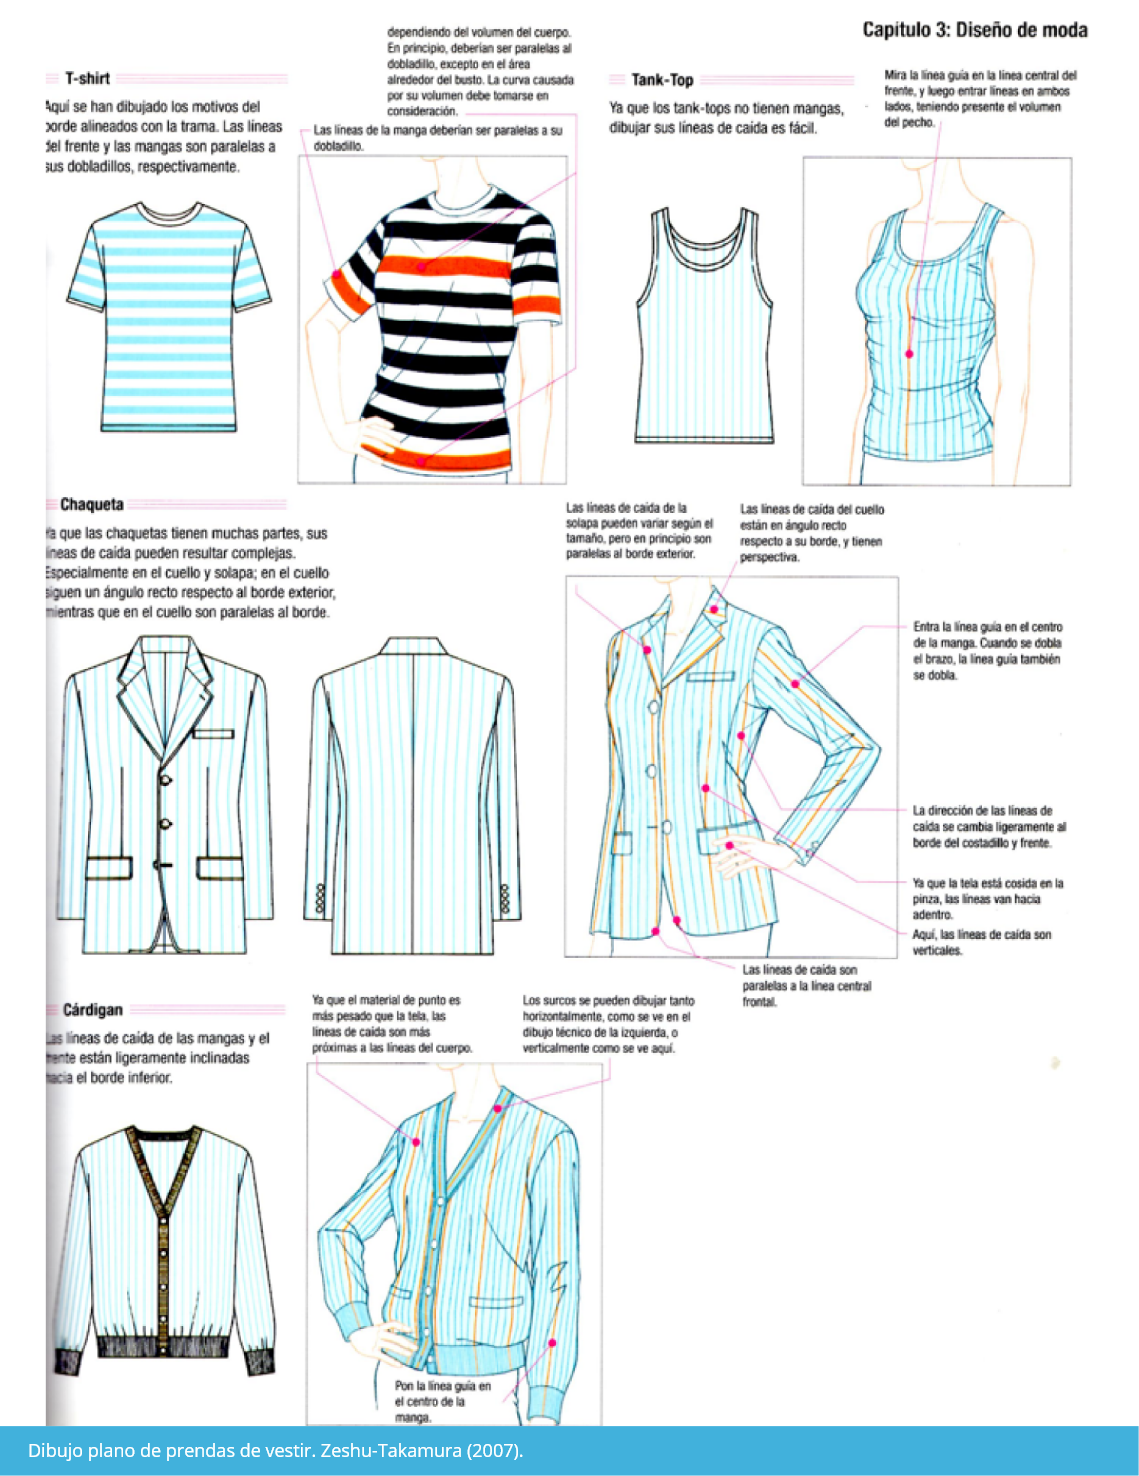 Capítulo 3: Diseño de moda
T-shirt
Aquí se han dibujado los motivos del
borde alineados con la trama. Las líneas
del frente y las mangas son paralelas a
sus dobladillos, respectivamente.
dependiendo del volumen del cuerpo.
En principio, deberían ser paralelas al
dobladillo, excepto en el área
alrededor del busto. La curva causada
por su volumen debe tomarse en
consideración.
Las líneas de la manga deberían ser paralelas a su
dobladillo.
Tank-Top
Ya que los tank-tops no tienen mangas,
dibujar sus líneas de caída es fácil.
Mira la línea guía en la línea central del
frente, y luego entrar líneas en ambos
lados, teniendo presente el volumen
del pecho.
Chaqueta
Ya que las chaquetas tienen muchas partes, sus
líneas de caída pueden resultar complejas.
Especialmente en el cuello y solapa; en el cuello
siguen un ángulo recto respecto al borde exterior,
mientras que en el cuello son paralelas al borde.
Las líneas de caída de la
solapa pueden variar según el
tamaño, pero en principio son
paralelas al borde exterior.
Las líneas de caída del cuello
están en ángulo recto
respecto a su borde, y tienen
perspectiva.
Entra la línea guía en el centro
de la manga. Cuando se dobla
el brazo, la línea guía también
se dobla.
La dirección de las líneas de
caída se cambia ligeramente al
borde del costadillo y frente.
Ya que la tela está cosida en la
pinza, las líneas van hacia
adentro.
Aquí, las líneas de caída son
verticales.
Las líneas de caída son
paralelas a la línea central
frontal.
Cárdigan
Las líneas de caída de las mangas y el
frente están ligeramente inclinadas
hacia el borde inferior.
Ya que el material de punto es
más pesado que la tela, las
líneas de caída son más
próximas a las líneas del cuerpo.
Los surcos se pueden dibujar tanto
horizontalmente, como se ve en el
dibujo técnico de la izquierda, o
verticalmente como se ve aquí.
Pon la línea guía en
el centro de la
manga.
Dibujo plano de prendas de vestir. Zeshu-Takamura (2007).